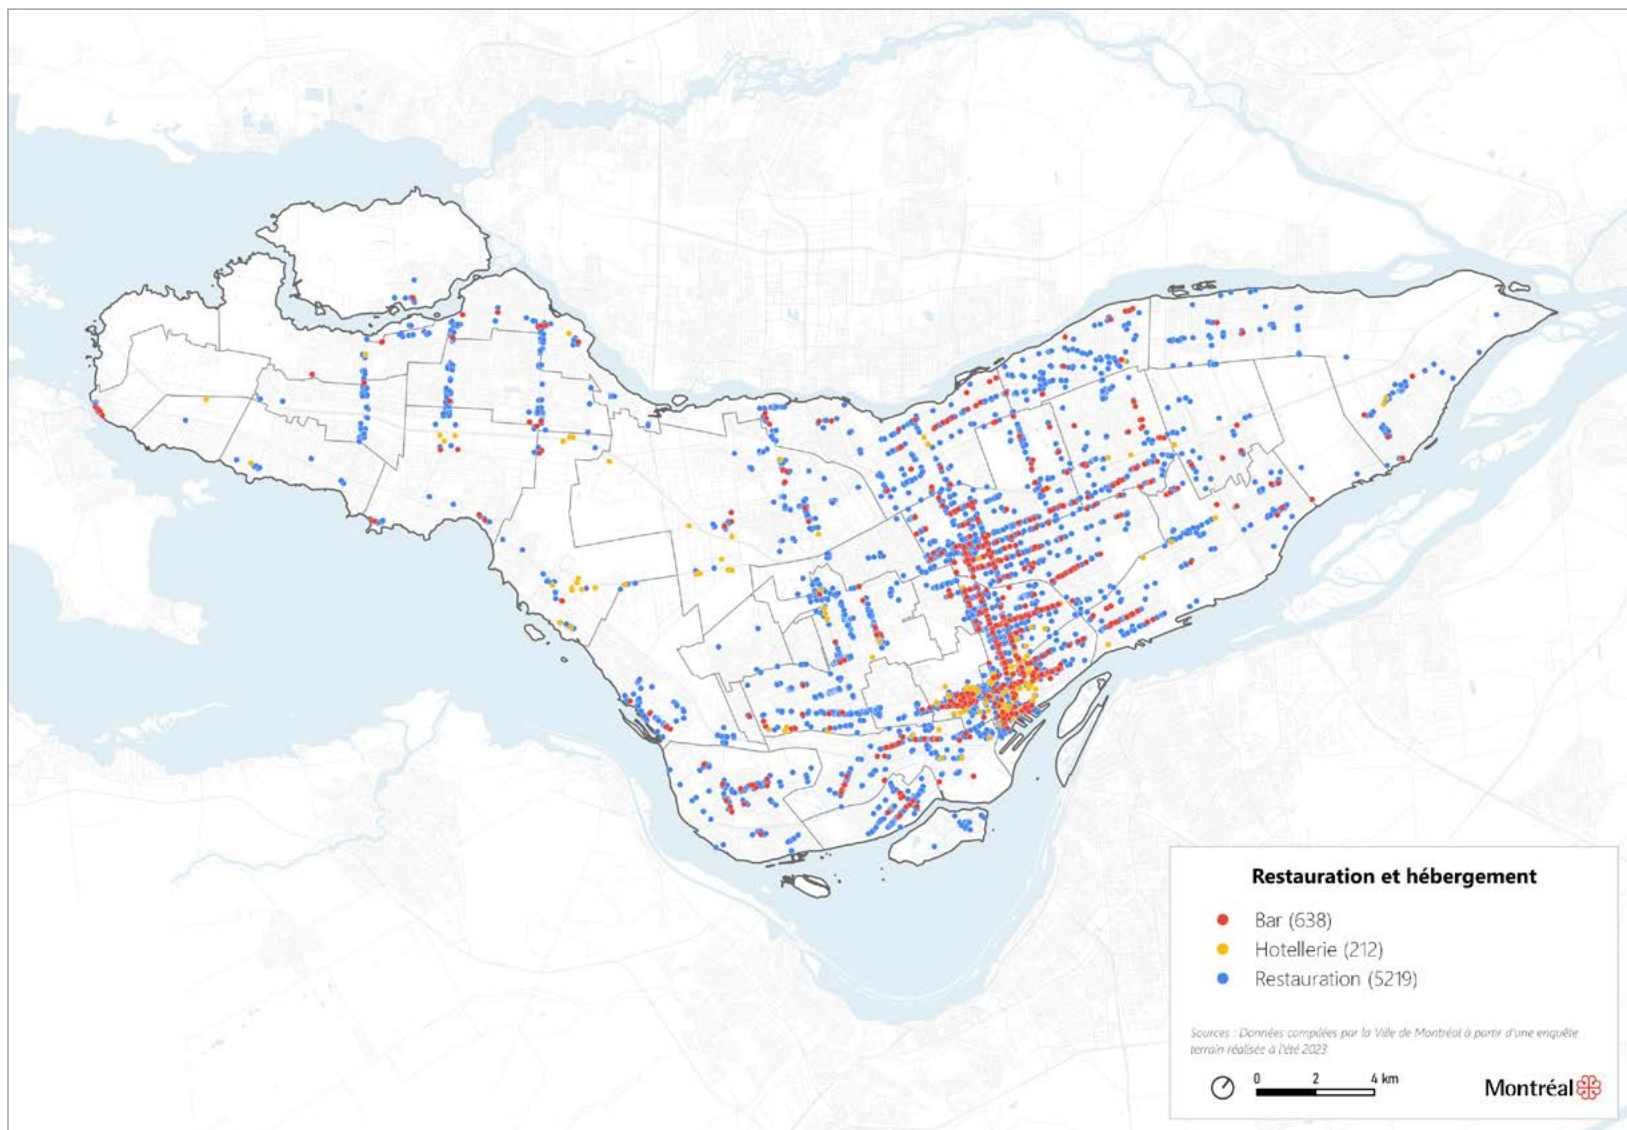 Restauration et hébergement
Bar (638)
Hotellerie (212)
Restauration (5219)
Sources : Données compilées par la Ville de Montréal à partir d'une enquête
terrain réalisée à l'été 2023
0 2 4 km
Montréal